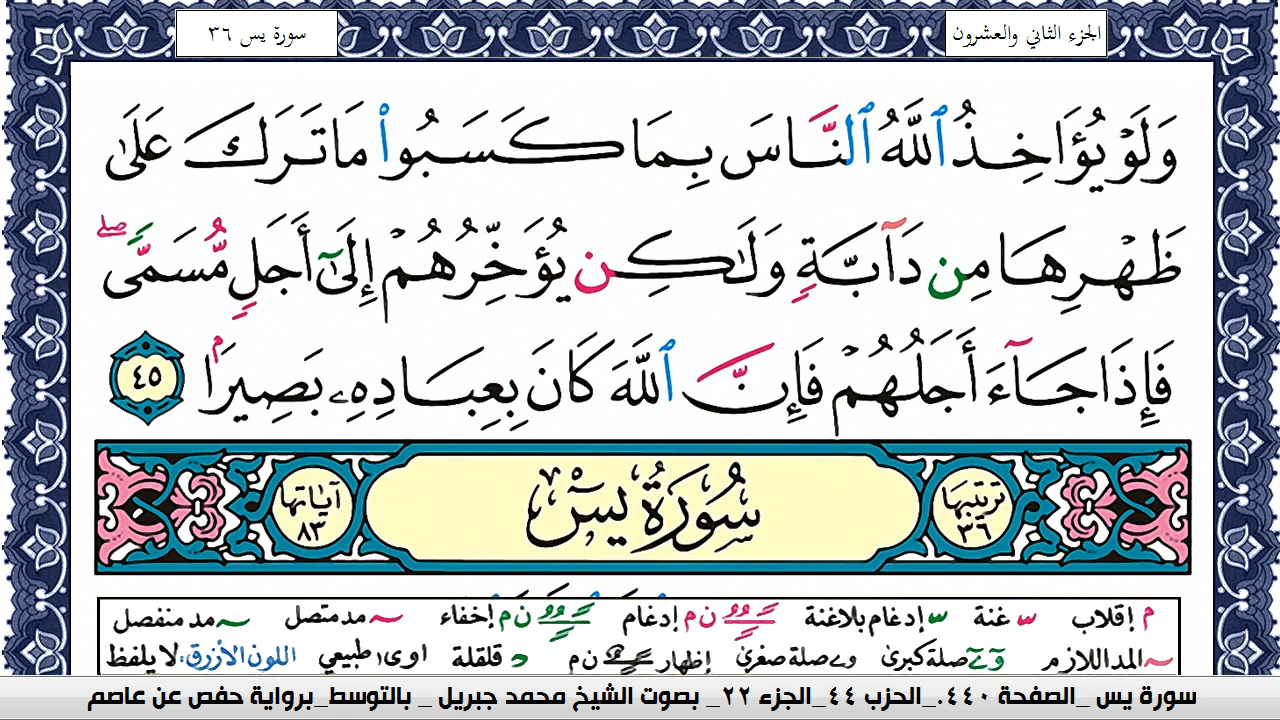 الجزء الثاني والعشرون
سورة يس ٣٦
وَلَوۡ يُؤَاخِذُ ٱللَّهُ ٱلنَّاسَ بِمَا كَسَبُواْ مَا تَرَكَ عَلَىٰ
ظَهۡرِهَا مِن دَآبَّةٖ وَلَٰكِن يُؤَخِّرُهُمۡ إِلَىٰٓ أَجَلٖ مُّسَمّٗىۖ
فَإِذَا جَآءَ أَجَلُهُمۡ فَإِنَّ ٱللَّهَ كَانَ بِعِبَادِهِۦ بَصِيرَۢا ٤٥
ترتيبها ٣٦ سُورَةُ يسٓ آياتها ٨٣
م إقلاب س غنة س إدغام بلاغنة ن م إدغام ن م إخفاء مد متصل مد منفصل
المد اللازم صلة كبرى صلة صغرى إظهار ن م قلقلة اوى طبيعي اللون الأزرق: لا يلفظ
سورة يس _الصفحة ٤٤٠._الحزب ٤٤_الجزء ٢٢_ بصوت الشيخ محمد جبريل _ بالتوسط_برواية حفص عن عاصم